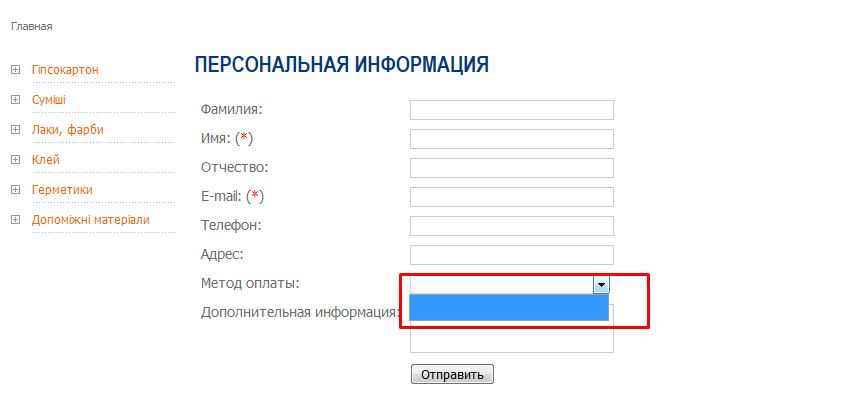 Главная
Гіпсокартон
Суміші
Лаки, фарби
Клей
Герметики
Допоміжні матеріали
ПЕРСОНАЛЬНАЯ ИНФОРМАЦИЯ
Фамилия:
Имя: (*)
Отчество:
E-mail: (*)
Телефон:
Адрес:
Метод оплаты:
Дополнительная информация:
Отправить